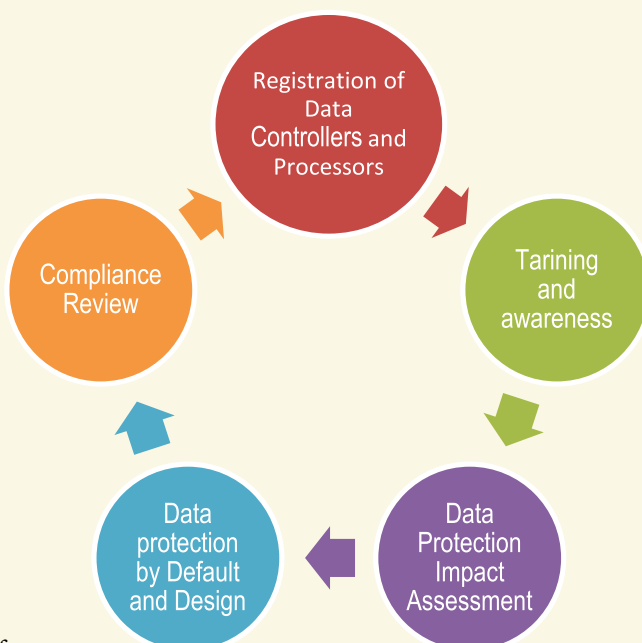 Registration of
Data
Controllers and
Processors
Tarining
and
awareness
Data
Protection
Impact
Assessment
Data
protection
by Default
and Design
Compliance
Review